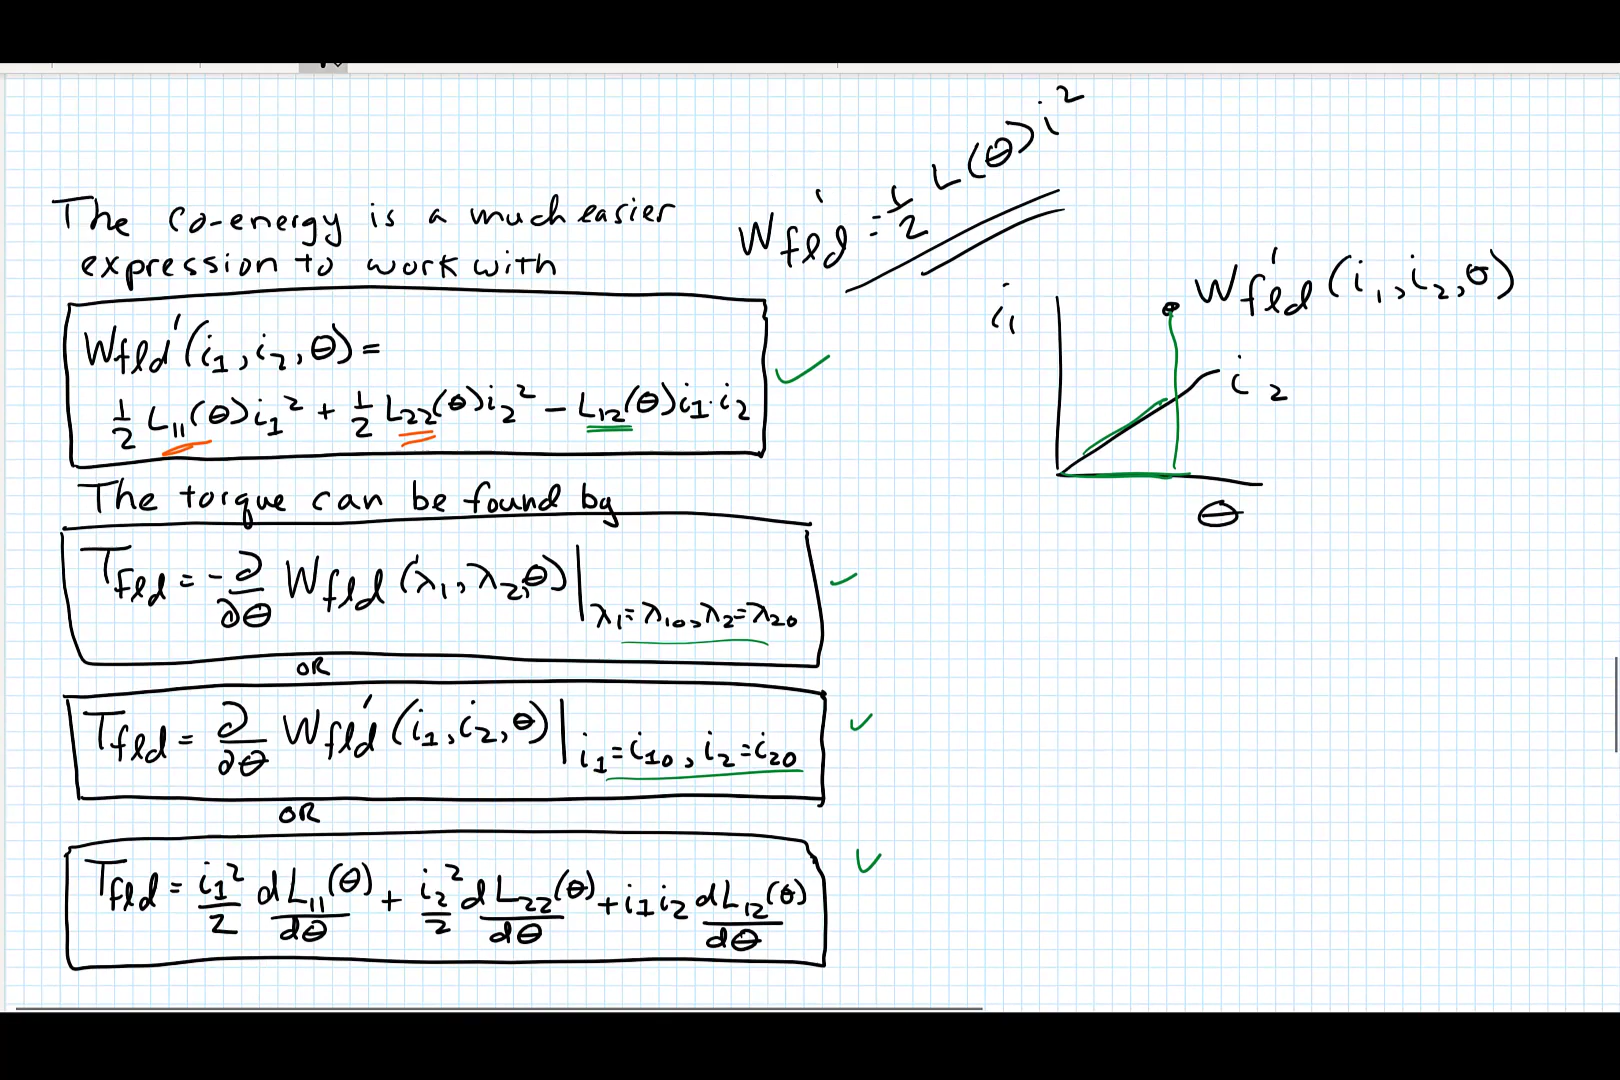 The co-energy is a much easier
expression to work with
W'fld(i₁,i₂,θ) =
1/2 L₁₁(θ)i₁² + 1/2 L₂₂(θ)i₂² − L₁₂(θ)i₁·i₂
The torque can be found by
Tfld = -∂/∂θ Wfld(λ₁,λ₂,θ)|λ₁=λ₁₀,λ₂=λ₂₀
OR
Tfld = ∂/∂θ W'fld(i₁,i₂,θ)|i₁=i₁₀,i₂=i₂₀
OR
Tfld = i₁²/2 dL₁₁(θ)/dθ + i₂²/2 dL₂₂(θ)/dθ + i₁i₂ dL₁₂(θ)/dθ
W'fld = 1/2 L(θ)i²
W'fld(i₁,i₂,θ)
i₁
i₂
θ